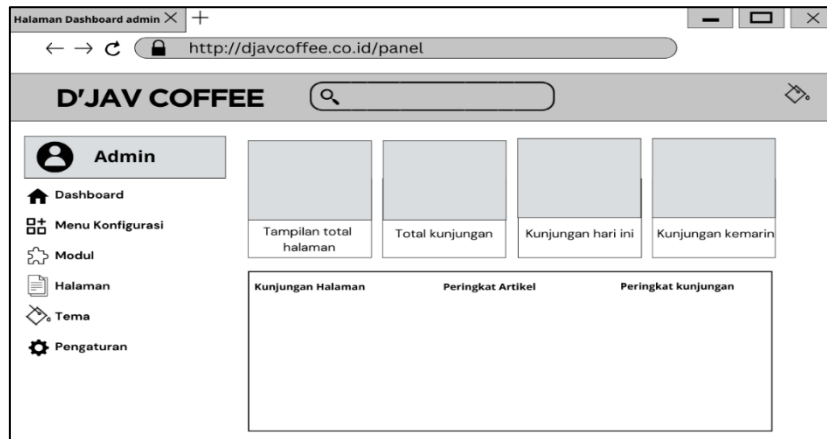 Halaman Dashboard admin
http://djavcoffee.co.id/panel
D'JAV COFFEE
Admin
Dashboard
Menu Konfigurasi
Modul
Halaman
Tema
Pengaturan
Tampilan total
halaman
Total kunjungan
Kunjungan hari ini
Kunjungan kemarin
Kunjungan Halaman
Peringkat Artikel
Peringkat kunjungan